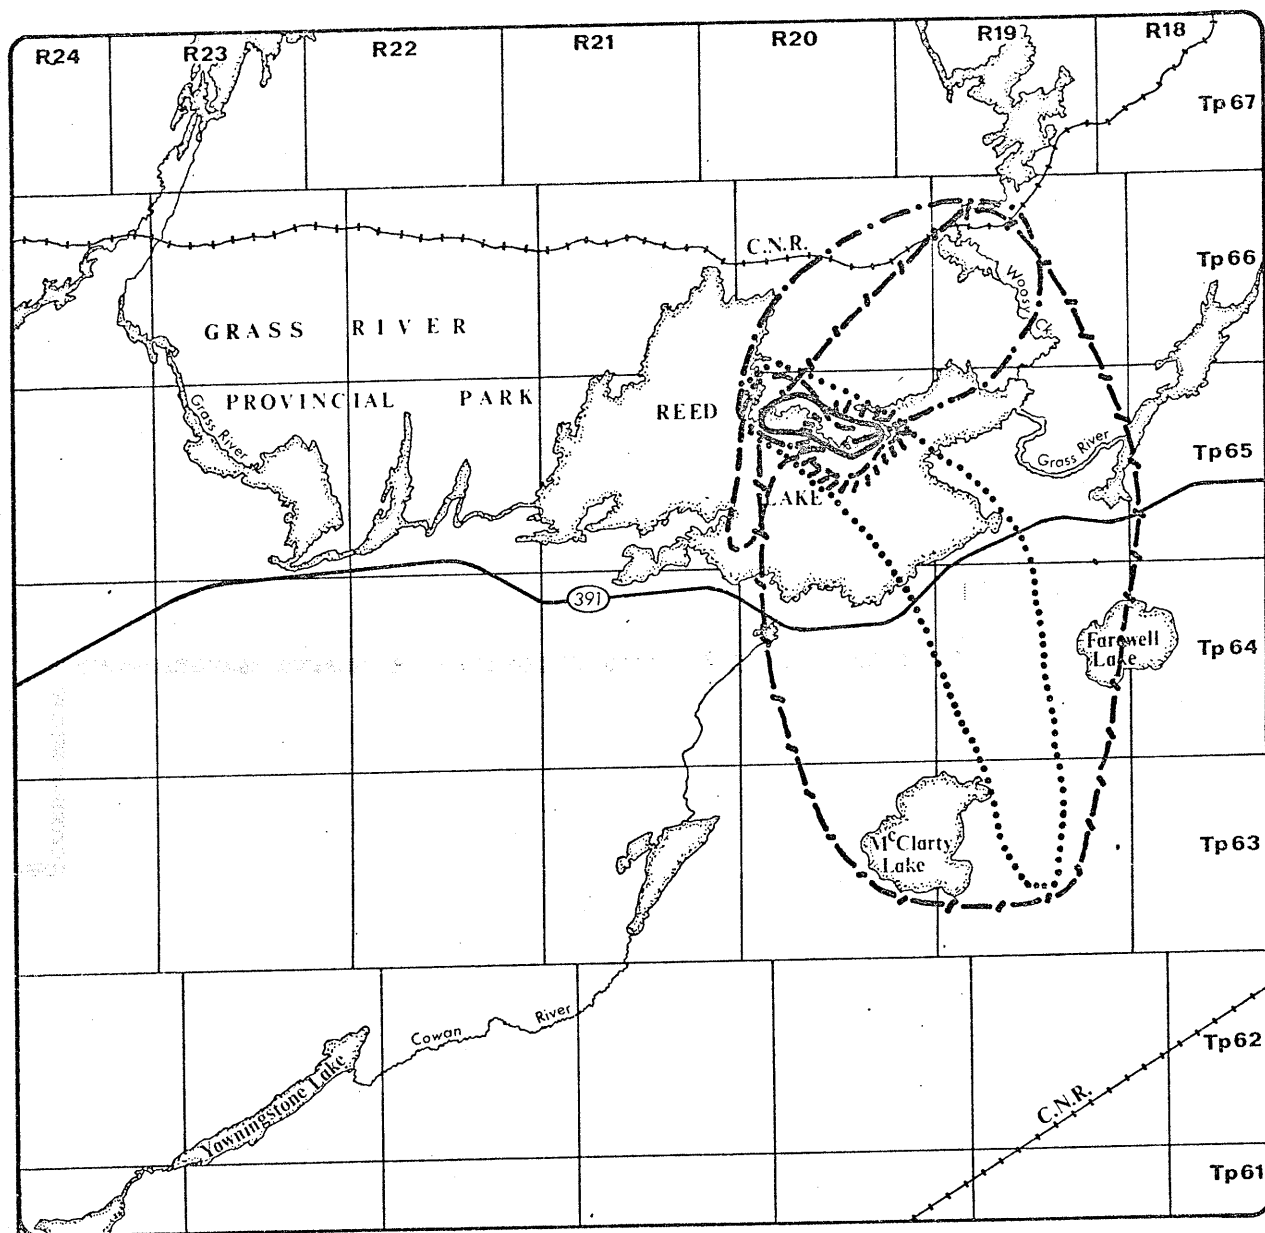 R24 R23 R22 R21 R20 R19 R18
Tp 67
C.N.R.
Tp 66
Woosy Ck.
GRASS RIVER
PROVINCIAL PARK
Grass River
REED
LAKE
Grass River
Tp 65
391
Farewell
Lake
Tp 64
McClarty
Lake
Tp 63
Cowan River
Tp 62
Yawningstone Lake
C.N.R.
Tp 61